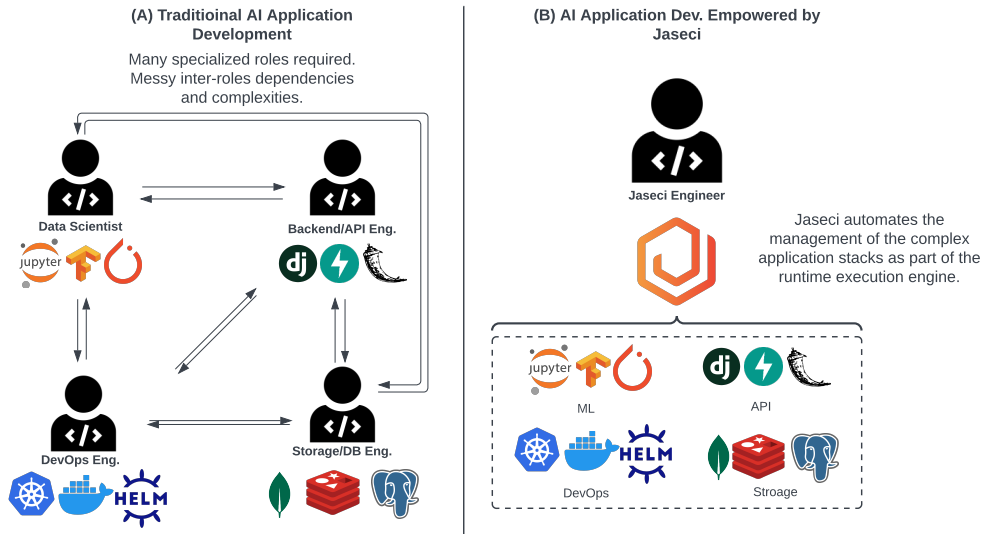 (A) Traditioinal AI Application
Development
Many specialized roles required.
Messy inter-roles dependencies
and complexities.
</>
</>
Data Scientist
Backend/API Eng.
jupyter
dj
</>
</>
DevOps Eng.
Storage/DB Eng.
HELM
(B) AI Application Dev. Empowered by
Jaseci
</>
Jaseci Engineer
Jaseci automates the
management of the complex
application stacks as part of the
runtime execution engine.
jupyter
dj
ML
API
HELM
DevOps
Stroage